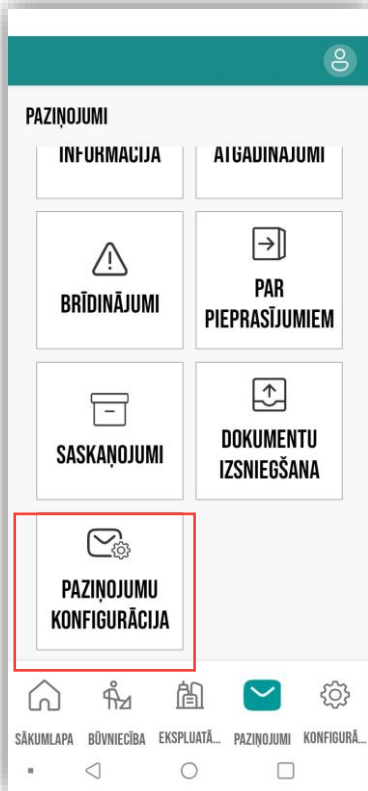 PAZIŅOJUMI
INFORMĀCIJA
ATGĀDINĀJUMI
BRĪDINĀJUMI
PAR
PIEPRASĪJUMIEM
SASKAŅOJUMI
DOKUMENTU
IZSNIEGŠANA
PAZIŅOJUMU
KONFIGURĀCIJA
SĀKUMLAPA BŪVNIECĪBA EKSPLUATĀ... PAZIŅOJUMI KONFIGURĀ...